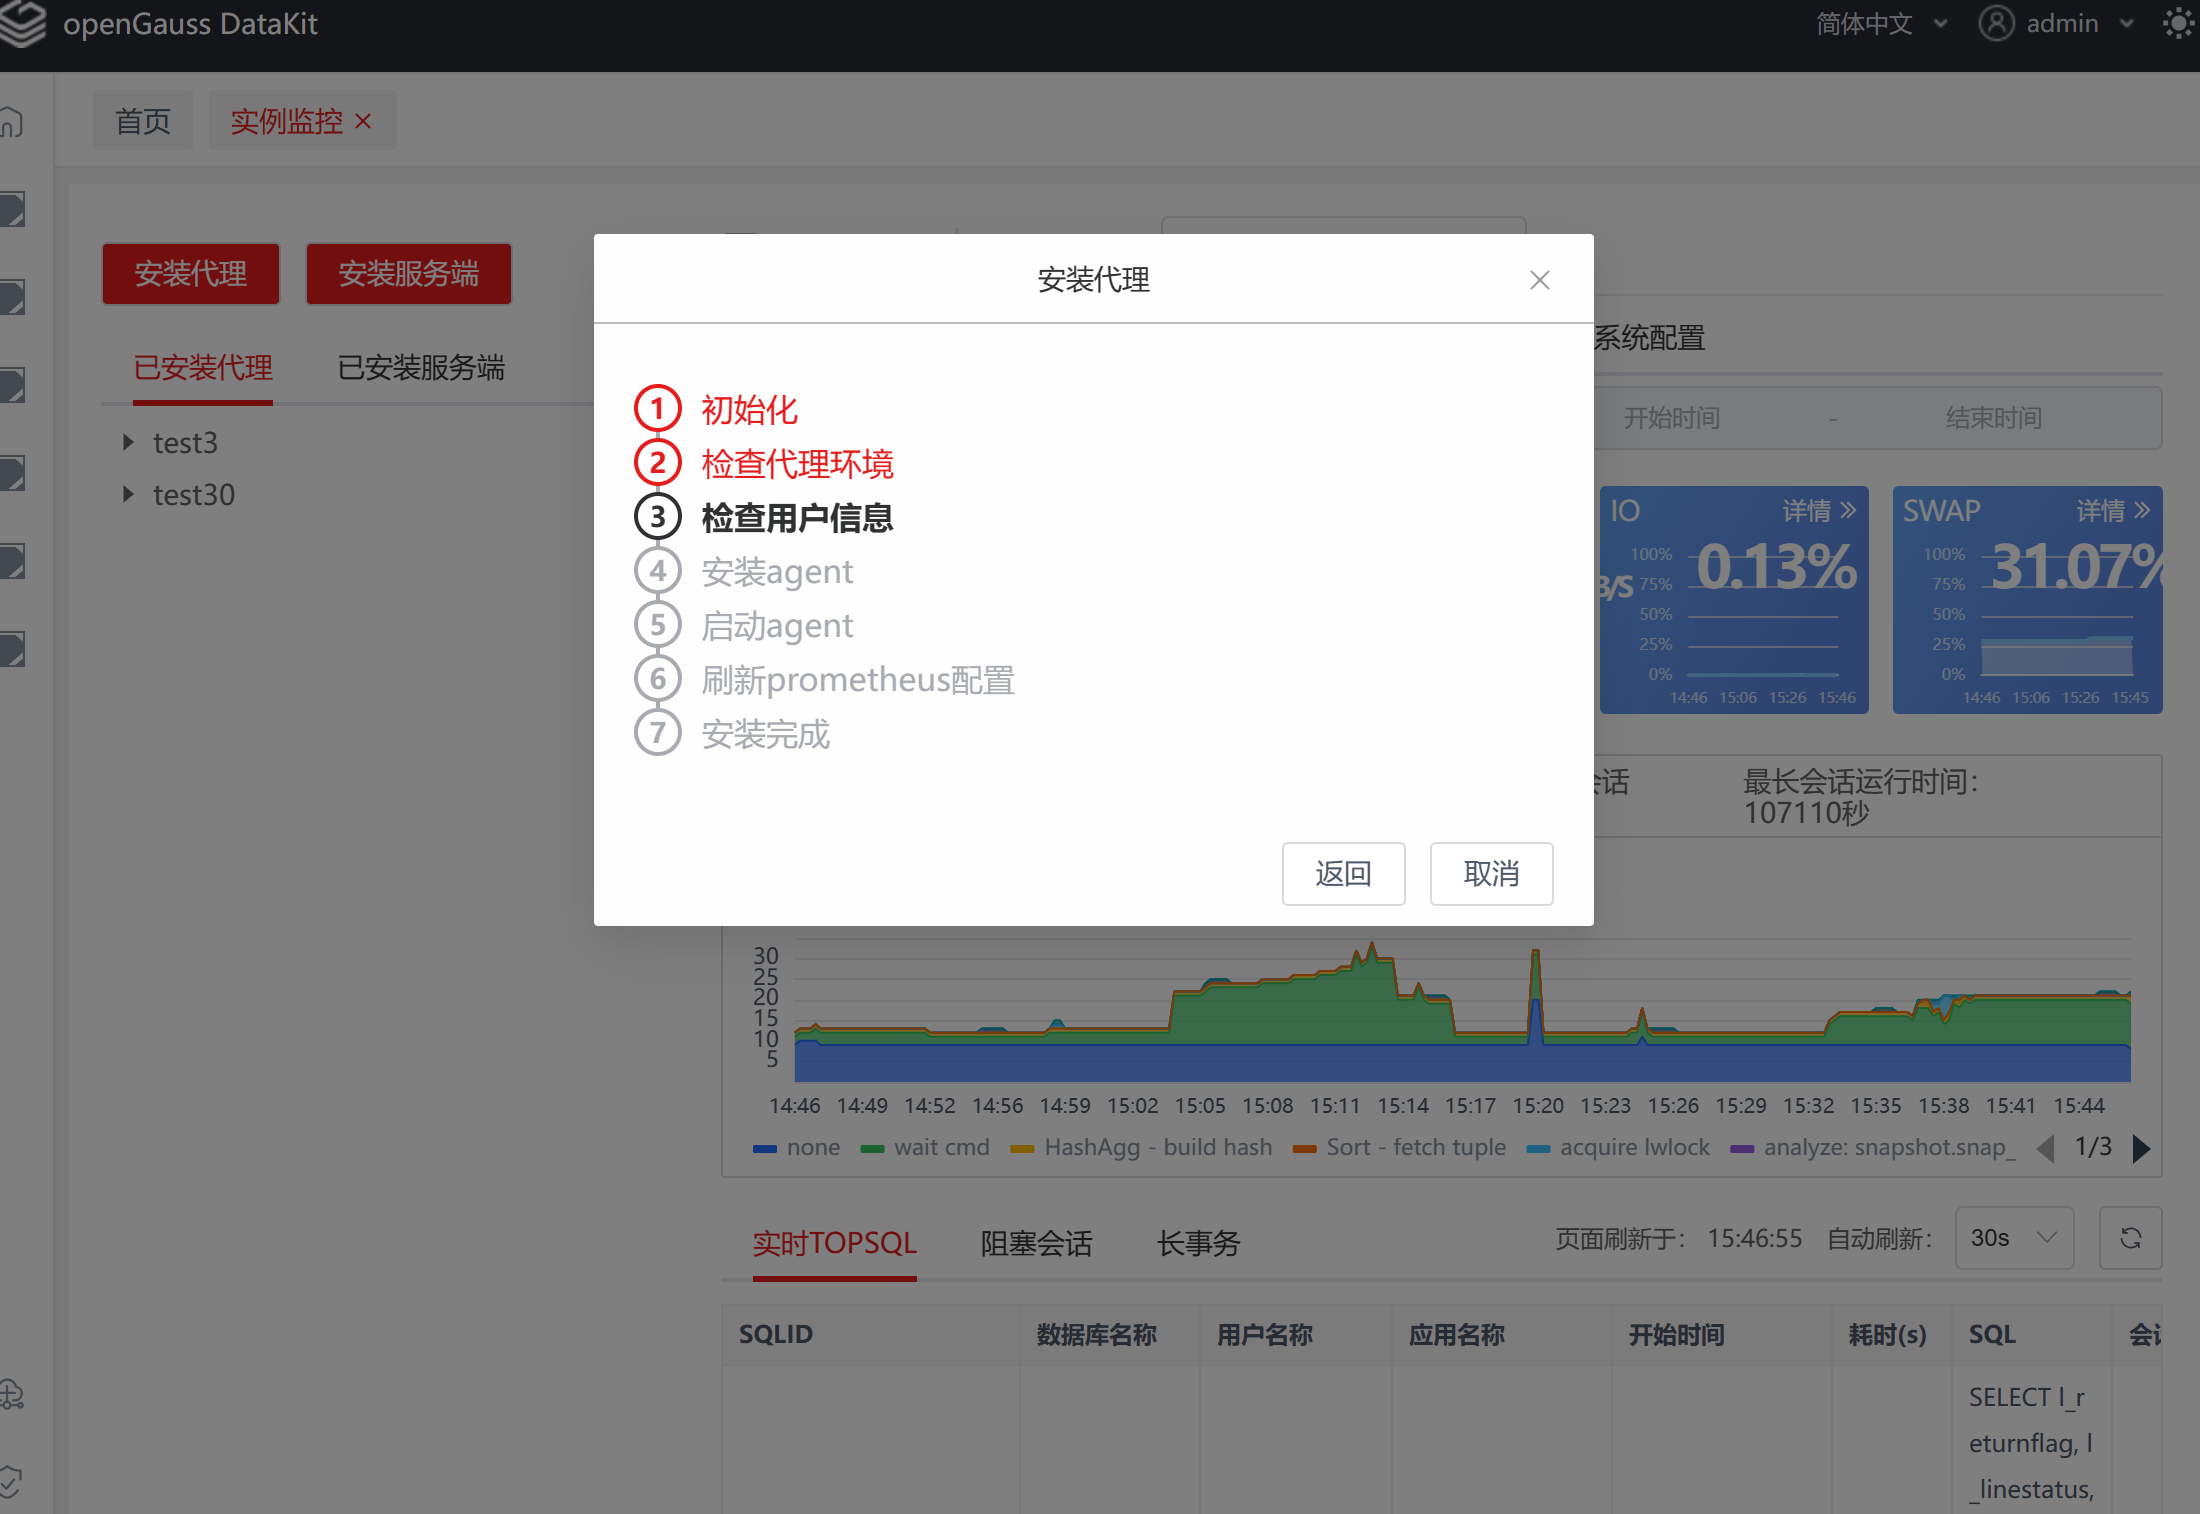 openGauss DataKit
简体中文
admin
首页
实例监控
安装代理
安装服务端
已安装代理
已安装服务端
test3
test30
安装代理
1 初始化
2 检查代理环境
3 检查用户信息
4 安装agent
5 启动agent
6 刷新prometheus配置
7 安装完成
返回
取消
系统配置
开始时间 - 结束时间
IO 详情
0.13%
B/S
100%
75%
50%
25%
0%
14:46 15:06 15:26 15:46
SWAP 详情
31.07%
100%
75%
50%
25%
0%
14:46 15:06 15:26 15:45
会话
最长会话运行时间：
107110秒
30
25
20
15
10
5
14:46 14:49 14:52 14:56 14:59 15:02 15:05 15:08 15:11 15:14 15:17 15:20 15:23 15:26 15:29 15:32 15:35 15:38 15:41 15:44
none wait cmd HashAgg - build hash Sort - fetch tuple acquire lwlock analyze: snapshot.snap_ 1/3
实时TOPSQL 阻塞会话 长事务 页面刷新于： 15:46:55 自动刷新： 30s
SQLID 数据库名称 用户名称 应用名称 开始时间 耗时(s) SQL 会
SELECT l_r
eturnflag, l
_linestatus,